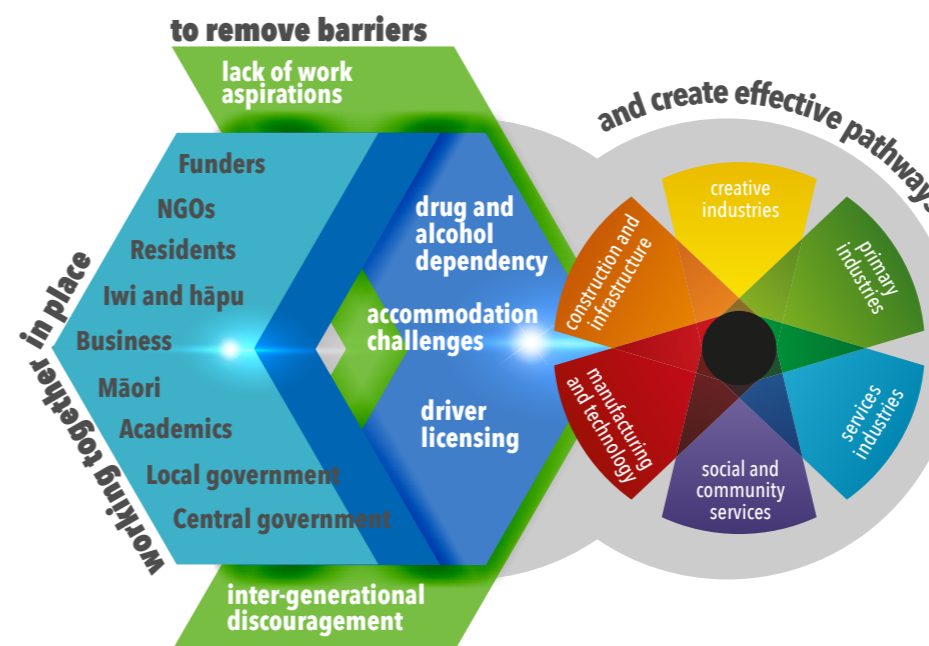 to remove barriers
lack of work
aspirations
working together in place
Funders
NGOs
Residents
Iwi and hāpu
Business
Māori
Academics
Local government
Central government
drug and
alcohol
dependency
accommodation
challenges
driver
licensing
inter-generational
discouragement
and create effective pathways
creative
industries
primary
industries
services
industries
social and
community
services
manufacturing
and technology
construction and
infrastructure